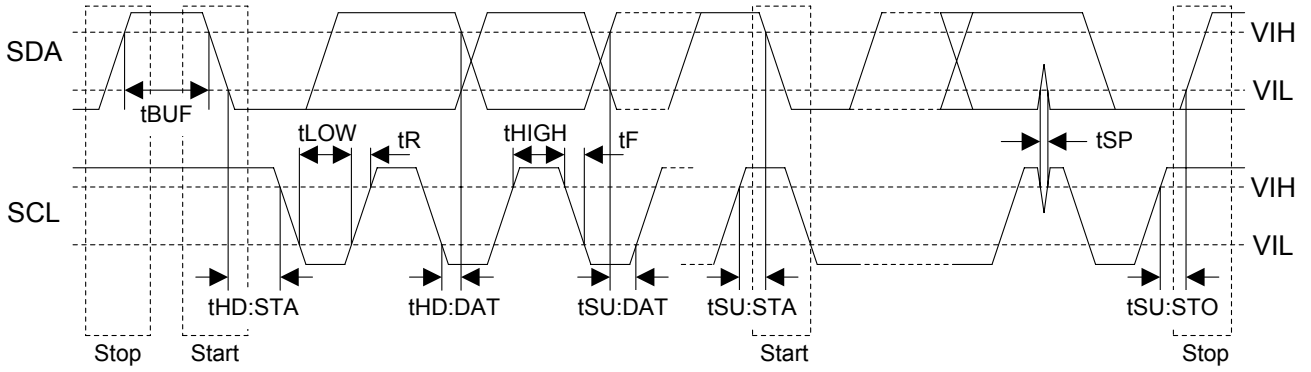 VIH
SDA
VIL
tBUF
tLOW
tR
tHIGH
tF
tSP
VIH
SCL
VIL
tHD:STA
tHD:DAT
tSU:DAT
tSU:STA
tSU:STO
Stop
Start
Start
Stop